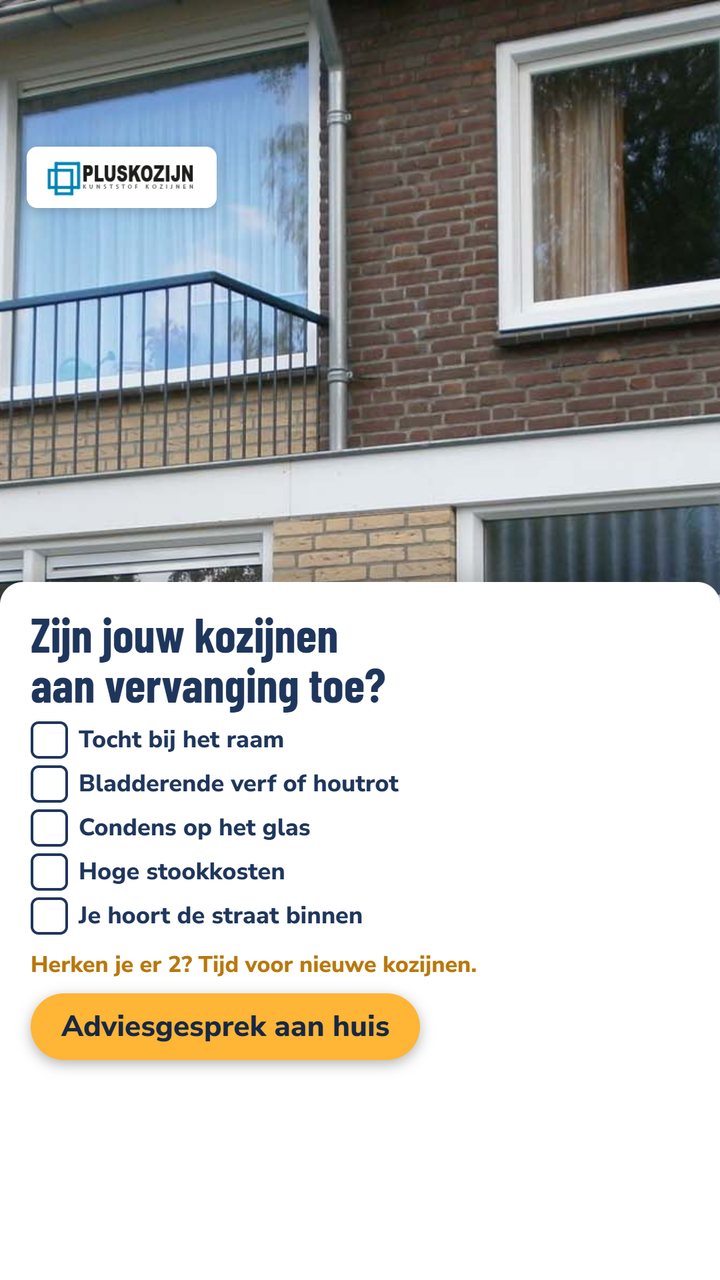 PLUSKOZIJN
KUNSTSTOF KOZIJNEN
Zijn jouw kozijnen
aan vervanging toe?
Tocht bij het raam
Bladderende verf of houtrot
Condens op het glas
Hoge stookkosten
Je hoort de straat binnen
Herken je er 2? Tijd voor nieuwe kozijnen.
Adviesgesprek aan huis